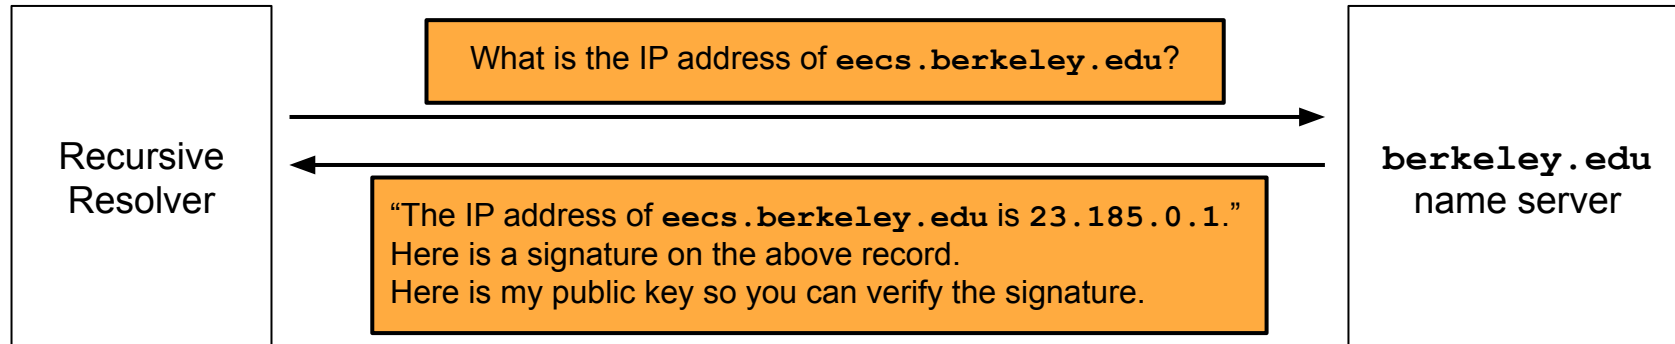 What is the IP address of eecs.berkeley.edu?
Recursive
Resolver
berkeley.edu
name server
“The IP address of eecs.berkeley.edu is 23.185.0.1.”
Here is a signature on the above record.
Here is my public key so you can verify the signature.